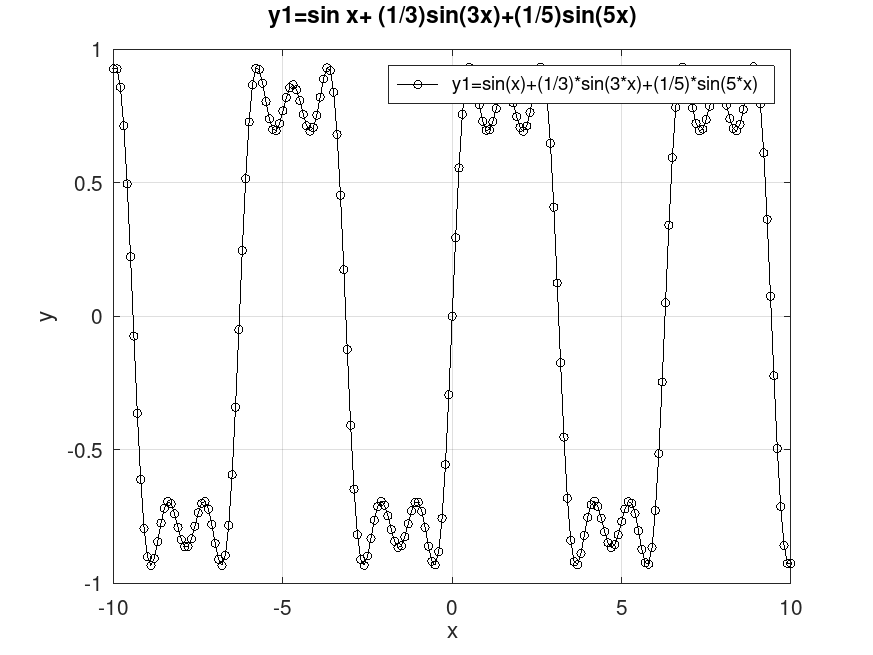 y1=sin x+ (1/3)sin(3x)+(1/5)sin(5x)
1
y1=sin(x)+(1/3)*sin(3*x)+(1/5)*sin(5*x)
0.5
y
0
-0.5
-1
-10 -5 0 5 10
x